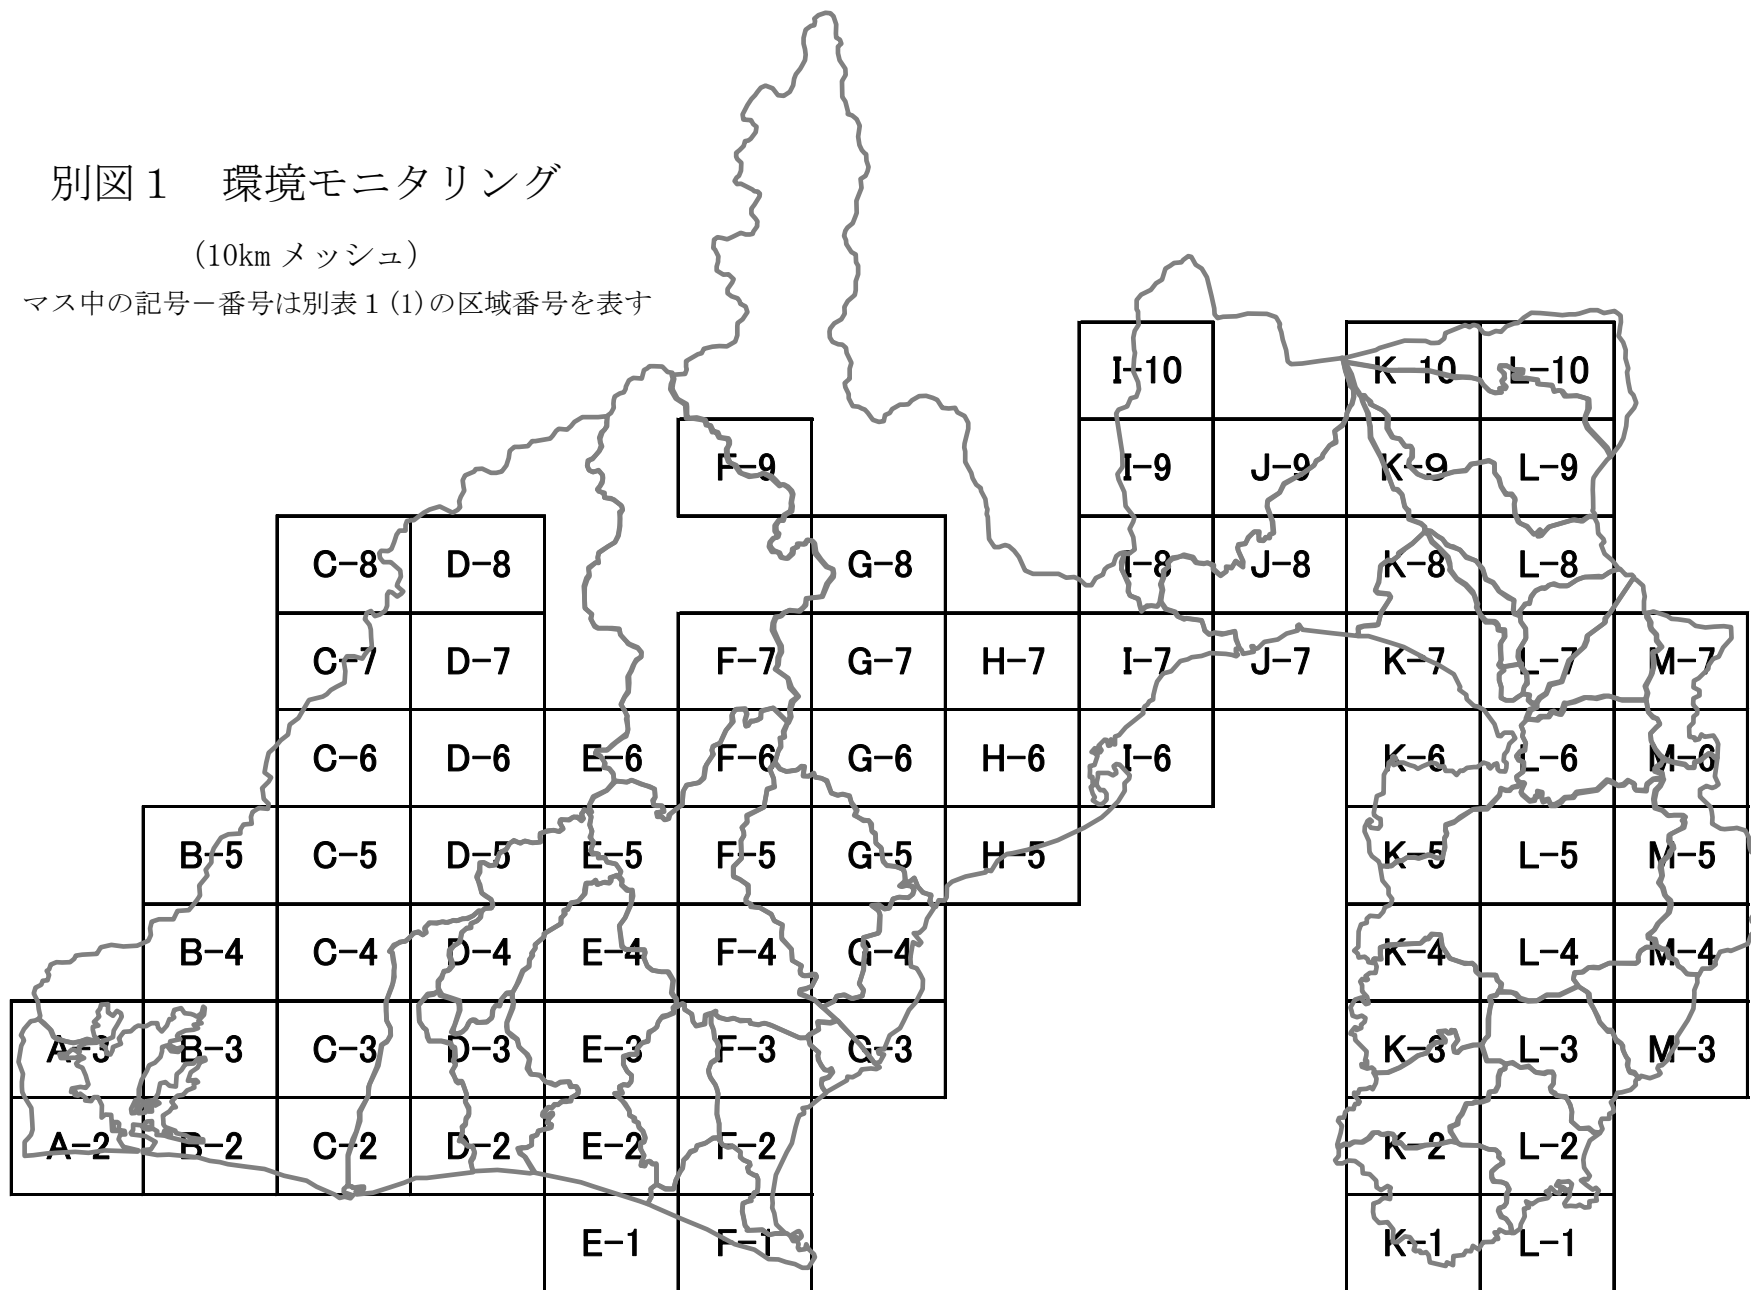 別図１　環境モニタリング
(10km メッシュ)
マス中の記号－番号は別表１(1)の区域番号を表す
I-10 K-10 L-10
F-9 I-9 J-9 K-9 L-9
C-8 D-8 G-8 I-8 J-8 K-8 L-8
C-7 D-7 F-7 G-7 H-7 I-7 J-7 K-7 L-7 M-7
C-6 D-6 E-6 F-6 G-6 H-6 I-6 K-6 L-6 M-6
B-5 C-5 D-5 E-5 F-5 G-5 H-5 K-5 L-5 M-5
B-4 C-4 D-4 E-4 F-4 G-4 K-4 L-4 M-4
A-3 B-3 C-3 D-3 E-3 F-3 G-3 K-3 L-3 M-3
A-2 B-2 C-2 D-2 E-2 F-2 K-2 L-2
E-1 F-1 K-1 L-1